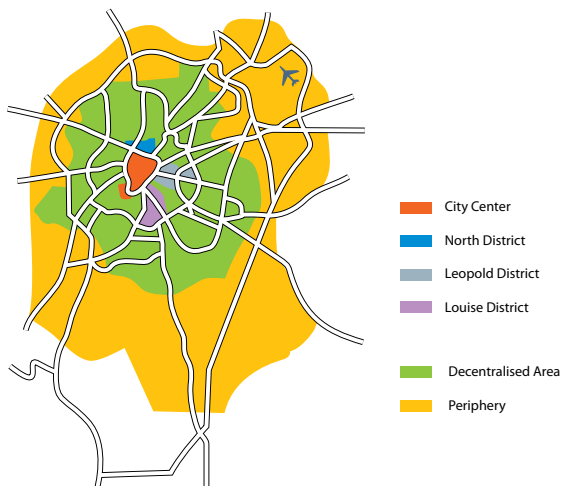 City Center
North District
Leopold District
Louise District
Decentralised Area
Periphery